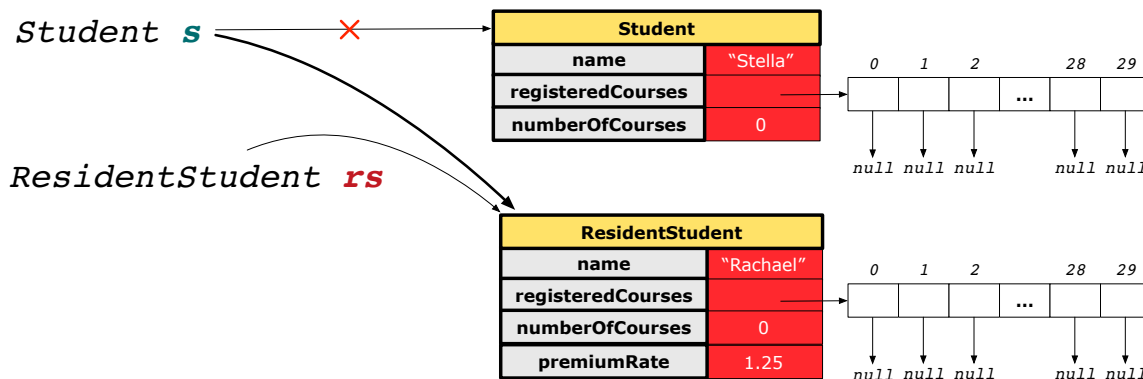 Student s
Student
name “Stella”
registeredCourses
numberOfCourses 0
0 1 2 ... 28 29
null null null null null
ResidentStudent rs
ResidentStudent
name “Rachael”
registeredCourses
numberOfCourses 0
premiumRate 1.25
0 1 2 ... 28 29
null null null null null